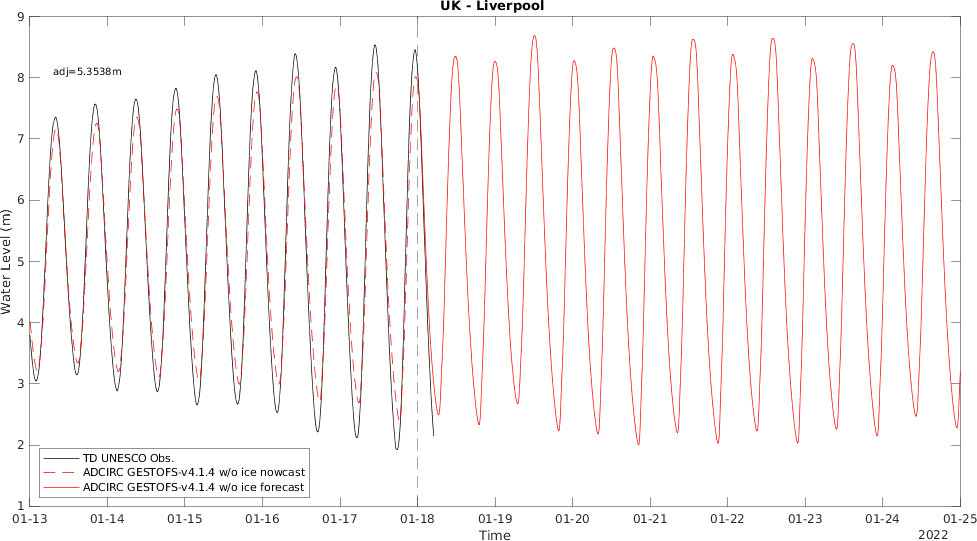 UK - Liverpool
9
8
7
6
5
4
3
2
1
adj=5.3538m
Water Level (m)
TD UNESCO Obs.
ADCIRC GESTOFS-v4.1.4 w/o ice nowcast
ADCIRC GESTOFS-v4.1.4 w/o ice forecast
01-13 01-14 01-15 01-16 01-17 01-18 01-19 01-20 01-21 01-22 01-23 01-24 01-25
Time
2022